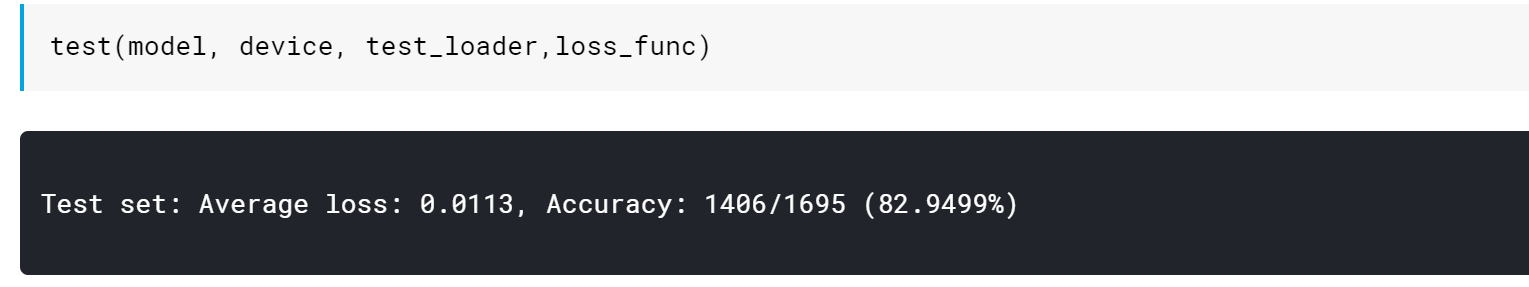 test(model, device, test_loader,loss_func)
Test set: Average loss: 0.0113, Accuracy: 1406/1695 (82.9499%)